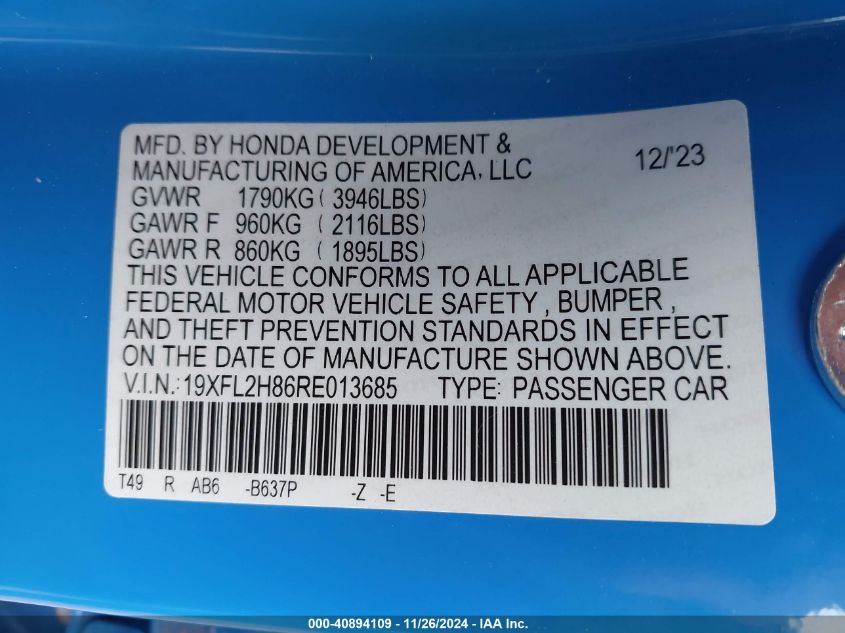 MFD. BY HONDA DEVELOPMENT &
MANUFACTURING OF AMERICA, LLC 12/'23
GVWR 1790KG ( 3946LBS)
GAWR F 960KG ( 2116LBS)
GAWR R 860KG ( 1895LBS)
THIS VEHICLE CONFORMS TO ALL APPLICABLE
FEDERAL MOTOR VEHICLE SAFETY , BUMPER ,
AND THEFT PREVENTION STANDARDS IN EFFECT
ON THE DATE OF MANUFACTURE SHOWN ABOVE.
V.I.N.: 19XFL2H86RE013685 TYPE: PASSENGER CAR
T49 R AB6 -B637P -Z -E
000-40894109 | 11/26/2024 - IAA Inc.